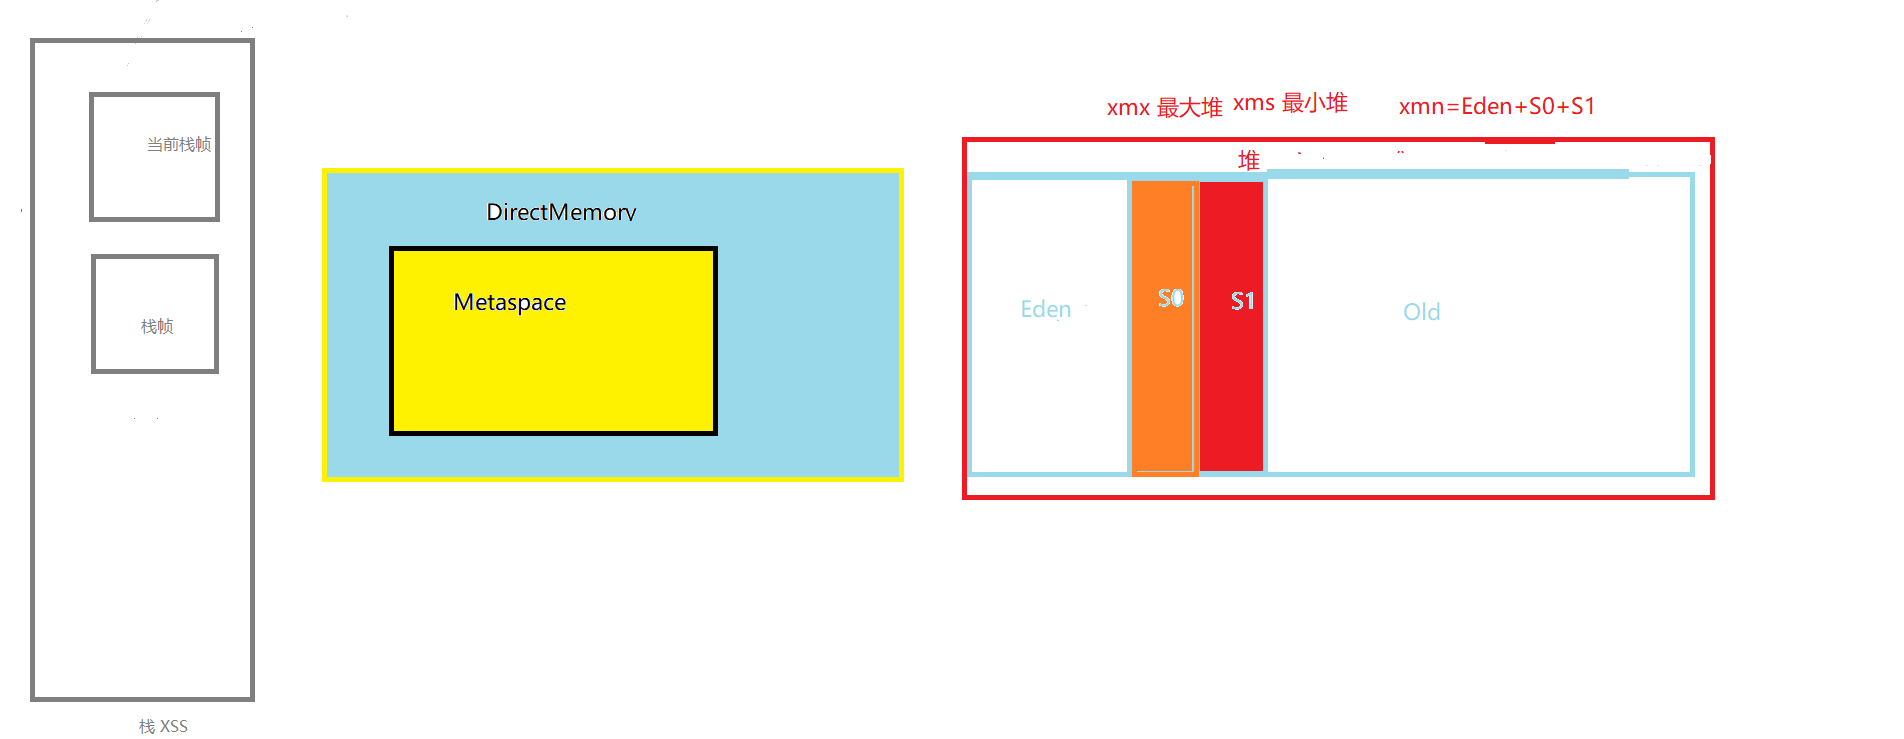 当前栈帧
栈帧
栈 XSS
DirectMemory
Metaspace
xmx 最大堆
xms 最小堆
xmn=Eden+S0+S1
堆
Eden
S0
S1
Old